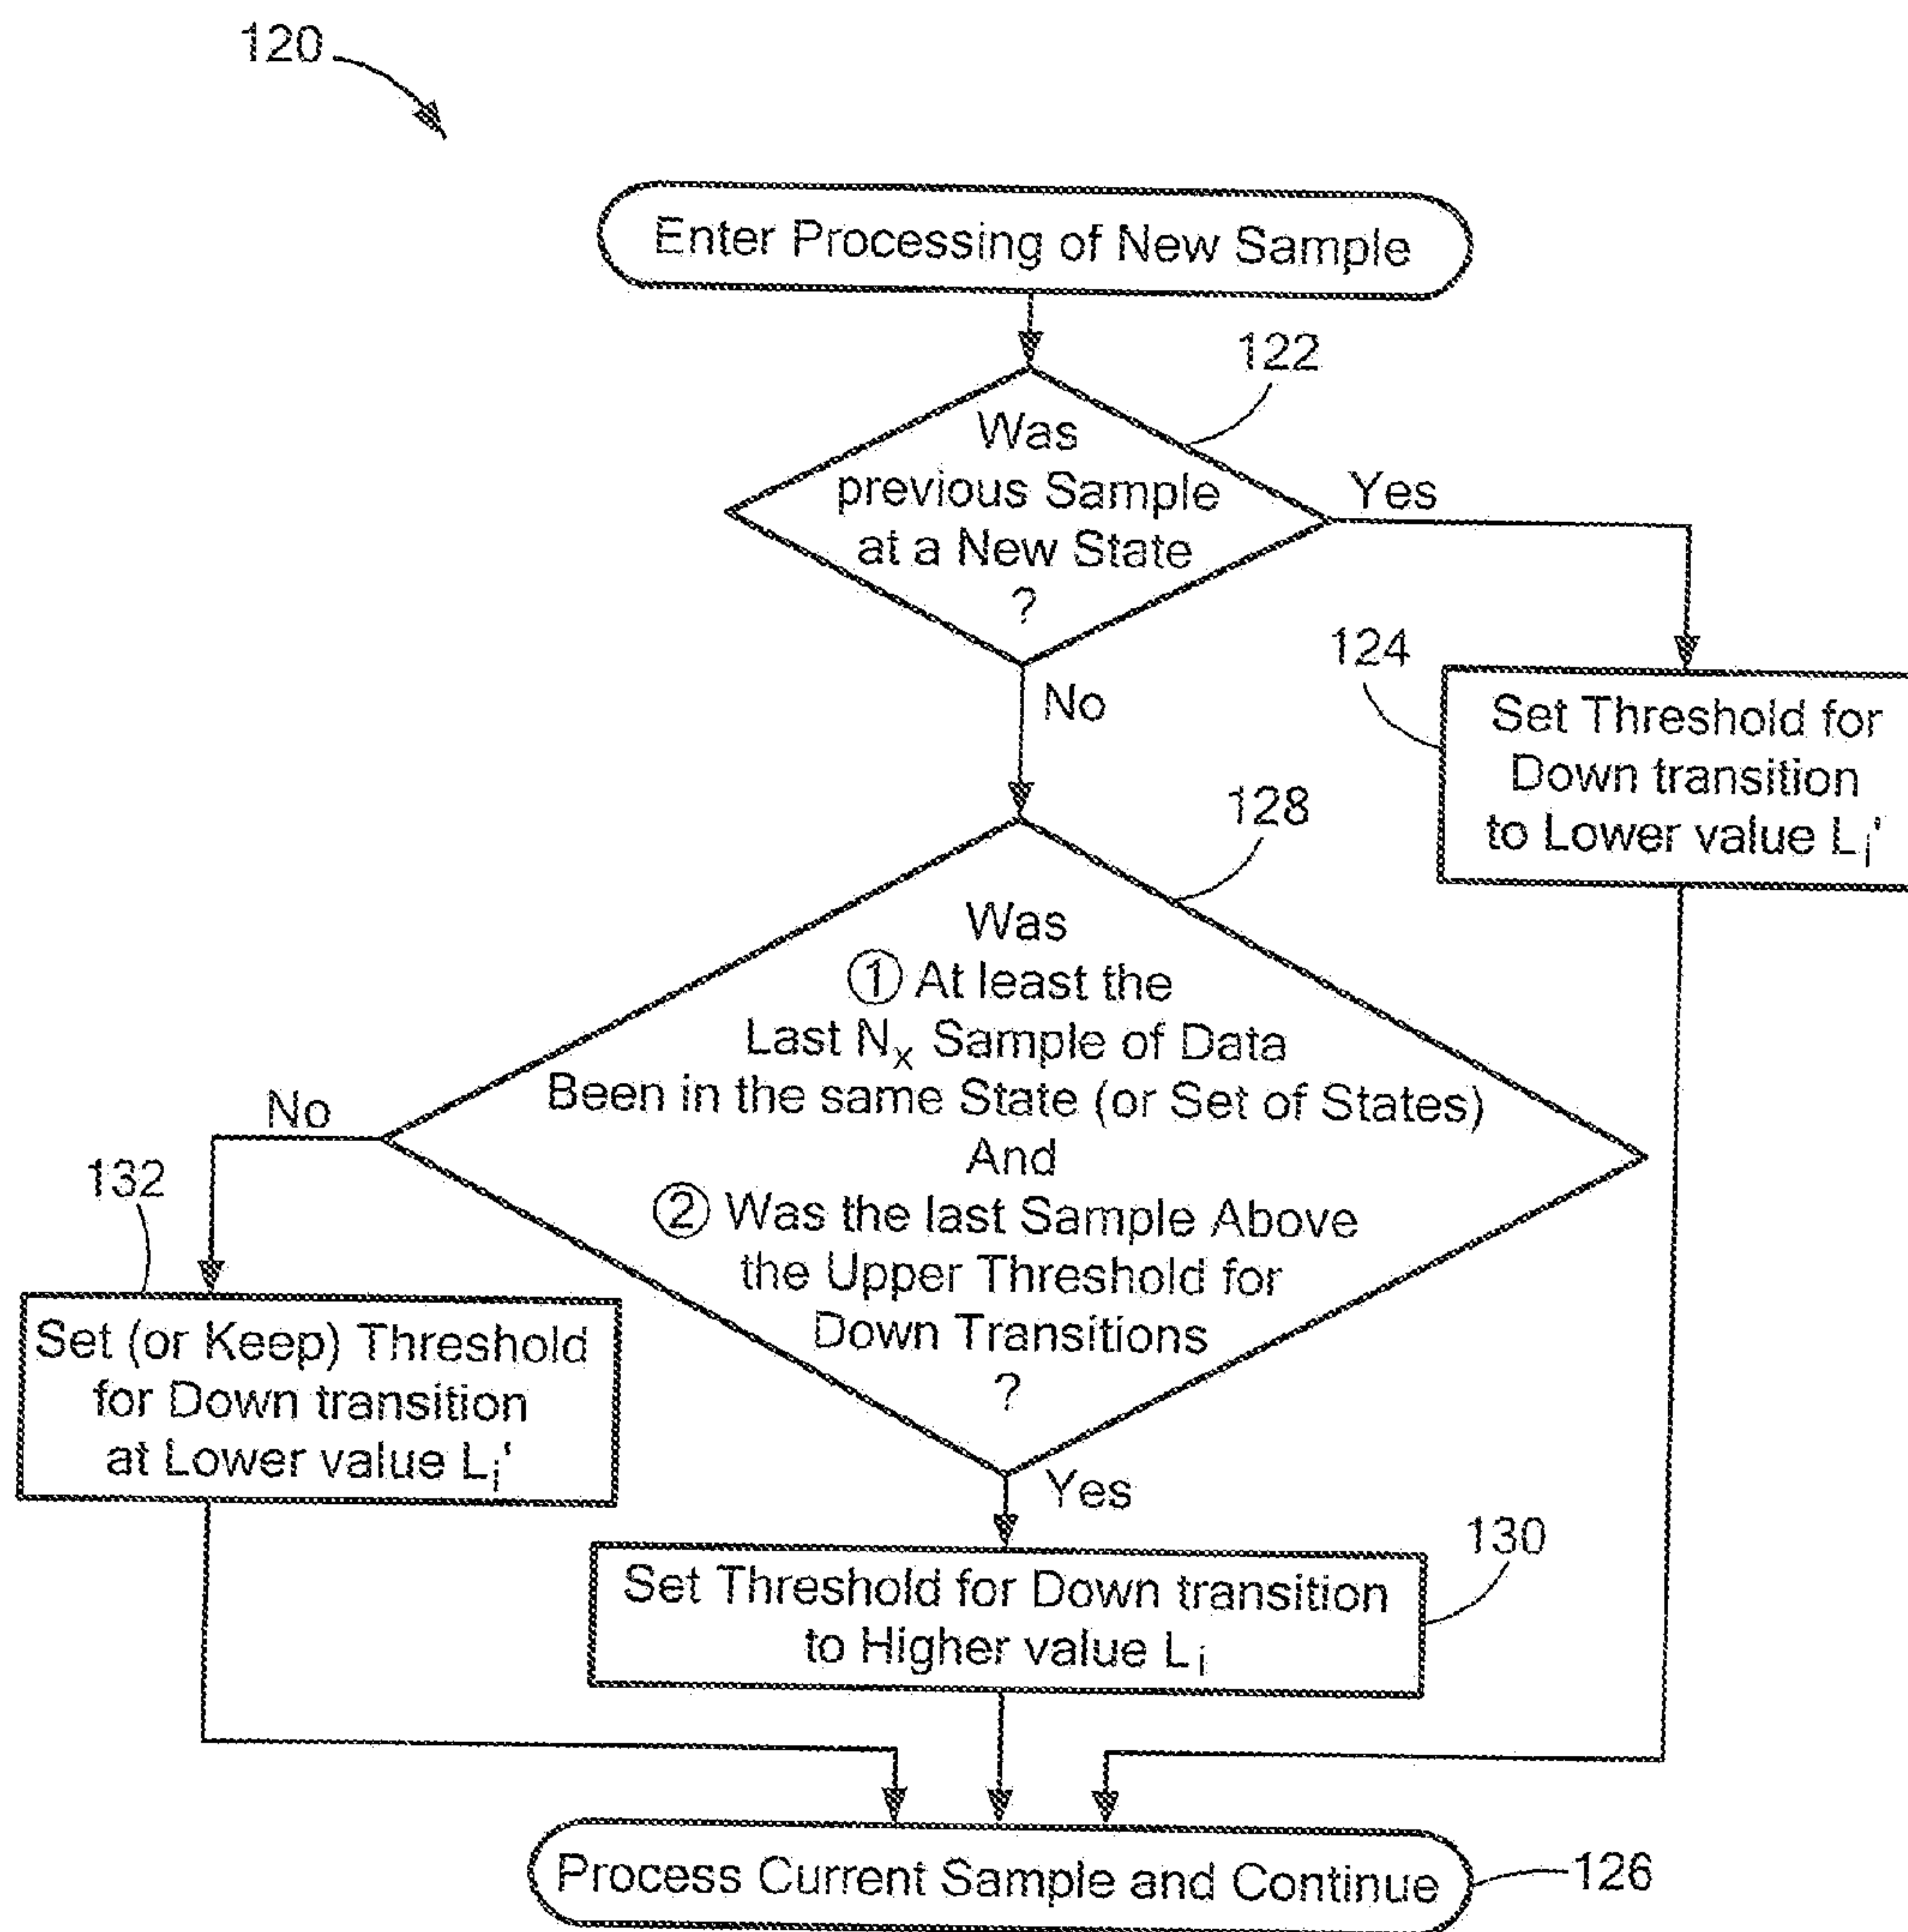 120
Enter Processing of New Sample
122
Was
previous Sample
at a New State
?
Yes
No
124
Set Threshold for
Down transition
to Lower value Li'
128
Was
① At least the
Last Nx Sample of Data
Been in the same State (or Set of States)
And
② Was the last Sample Above
the Upper Threshold for
Down Transitions
?
No
132
Set (or Keep) Threshold
for Down transition
at Lower value Li'
Yes
130
Set Threshold for Down transition
to Higher value Li
Process Current Sample and Continue
126